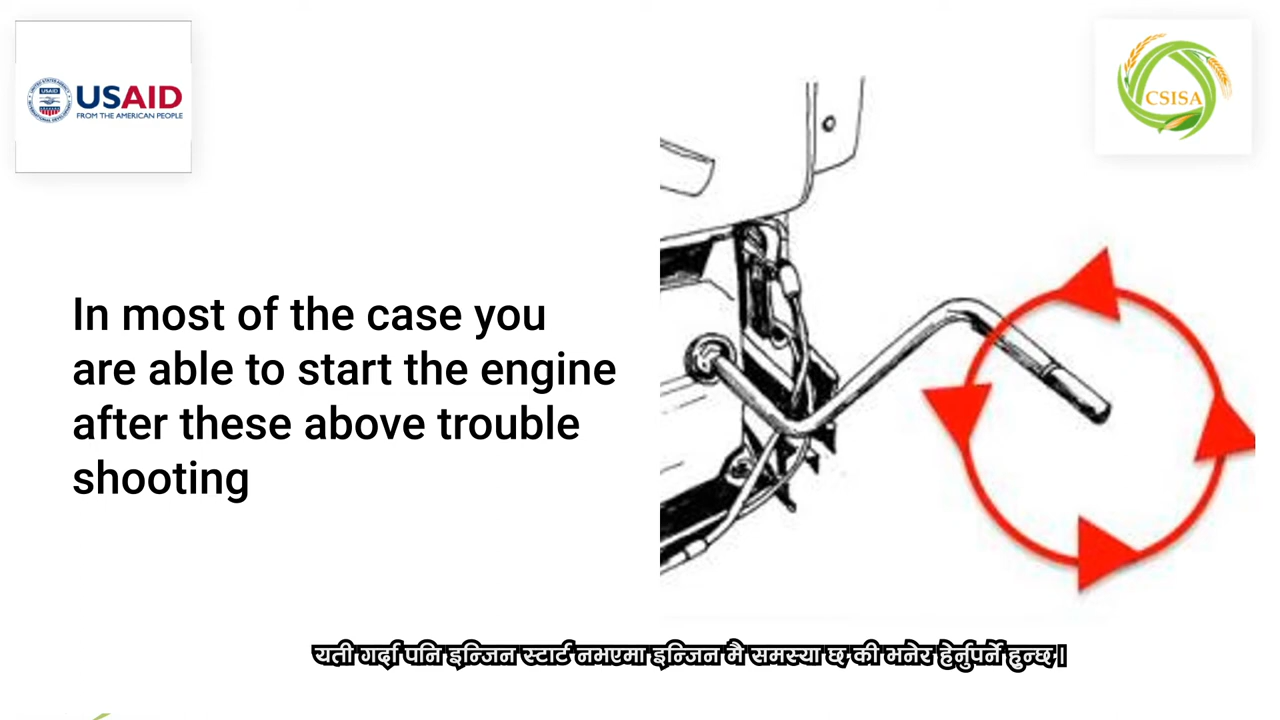 USAID
FROM THE AMERICAN PEOPLE
CSISA
In most of the case you
are able to start the engine
after these above trouble
shooting
यती गर्दा पनि इन्जिन स्टार्ट नभएमा इन्जिन मै समस्या छ की भनेर हेर्नुपर्ने हुन्छ।